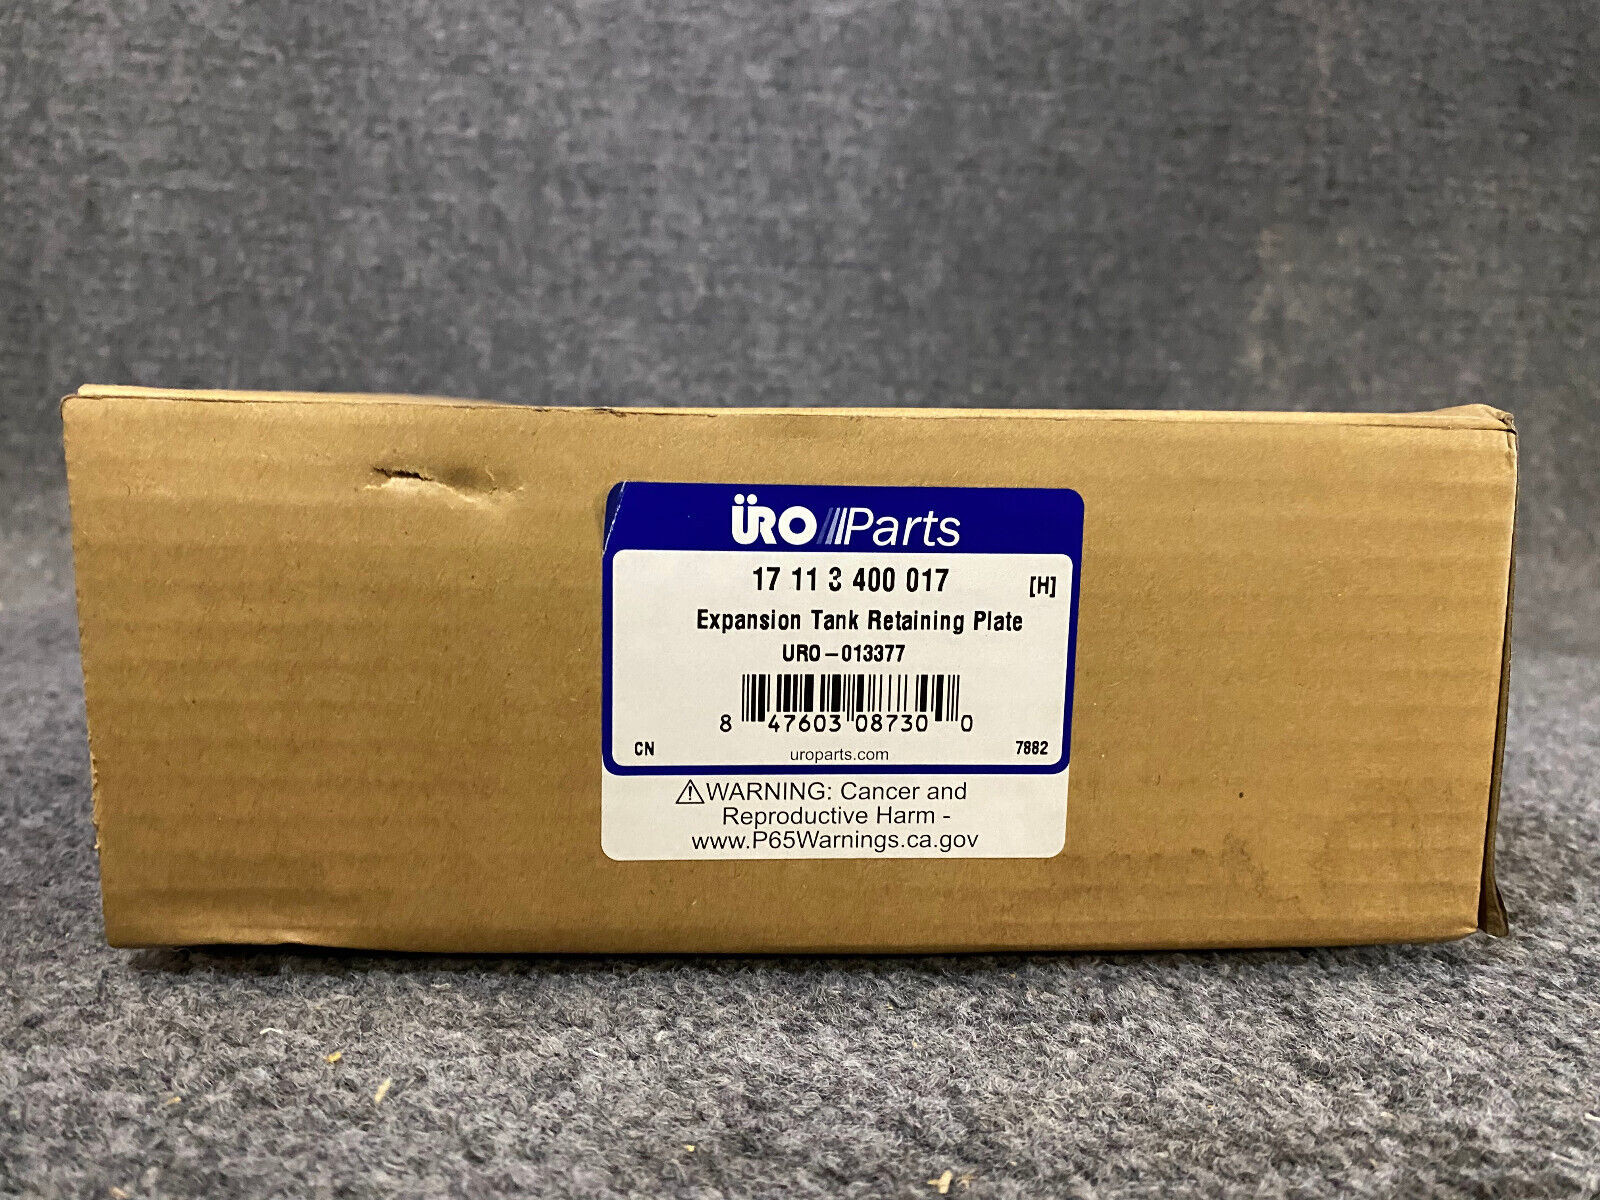 ÜRO Parts
17 11 3 400 017 [H]
Expansion Tank Retaining Plate
URO-013377
8 47603 08730 0
CN uroparts.com 7882
⚠WARNING: Cancer and
Reproductive Harm -
www.P65Warnings.ca.gov